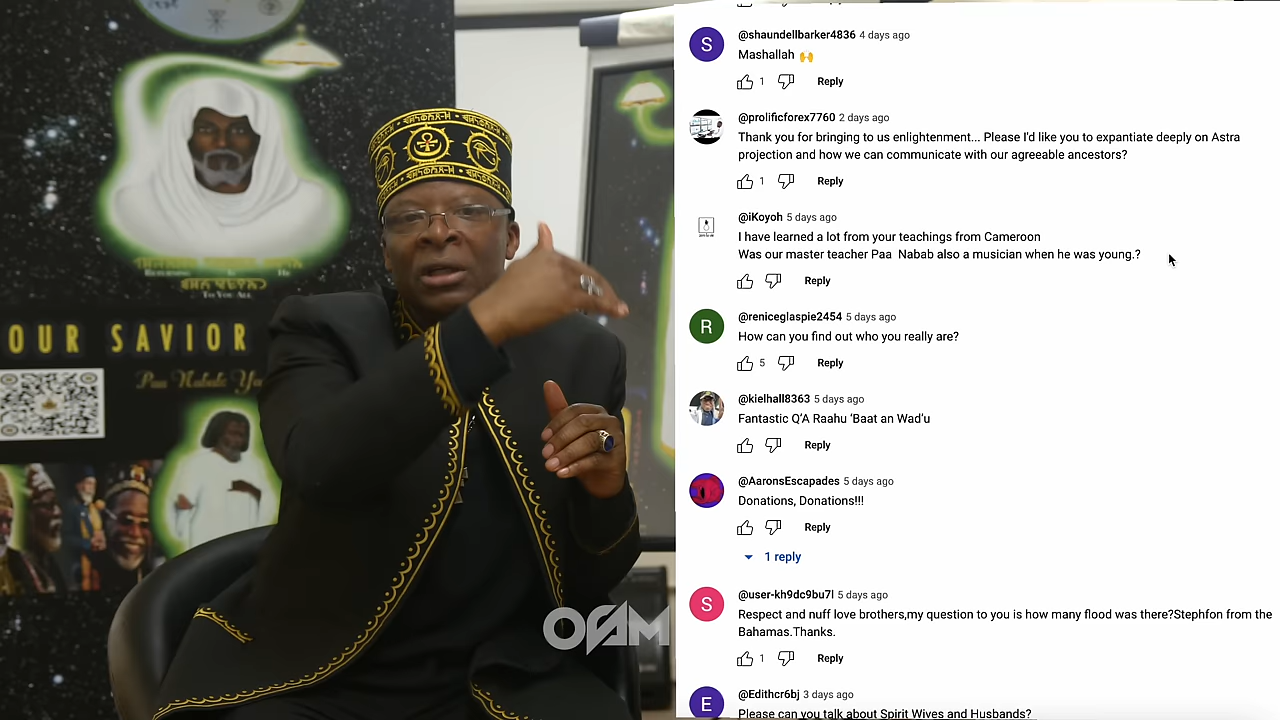 TO YOU ALL
OUR SAVIOR
OFAM
S
@shaundellbarker4836 4 days ago
Mashallah 🙌
1 Reply
@prolificforex7760 2 days ago
Thank you for bringing to us enlightenment... Please I'd like you to expantiate deeply on Astra
projection and how we can communicate with our agreeable ancestors?
1 Reply
@iKoyoh 5 days ago
I have learned a lot from your teachings from Cameroon
Was our master teacher Paa Nabab also a musician when he was young.?
Reply
R
@reniceglaspie2454 5 days ago
How can you find out who you really are?
5 Reply
@kielhall8363 5 days ago
Fantastic Q'A Raahu 'Baat an Wad'u
Reply
@AaronsEscapades 5 days ago
Donations, Donations!!!
Reply
1 reply
S
@user-kh9dc9bu7l 5 days ago
Respect and nuff love brothers,my question to you is how many flood was there?Stephfon from the
Bahamas.Thanks.
1 Reply
E
@Edithcr6bj 3 days ago
Please can you talk about Spirit Wives and Husbands?